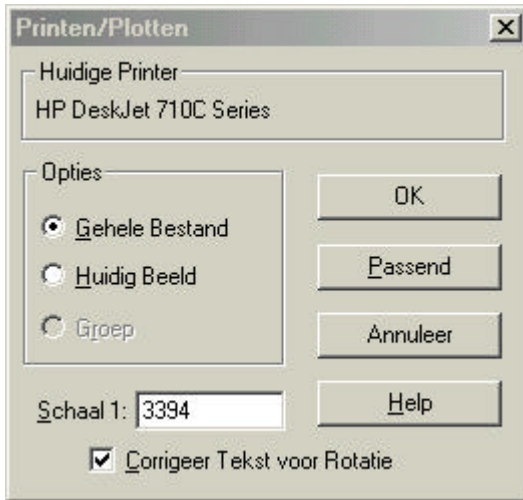 Printen/Plotten
Huidige Printer
HP DeskJet 710C Series
Opties
Gehele Bestand
Huidig Beeld
Groep
OK
Passend
Annuleer
Help
Schaal 1: 3394
Corrigeer Tekst voor Rotatie